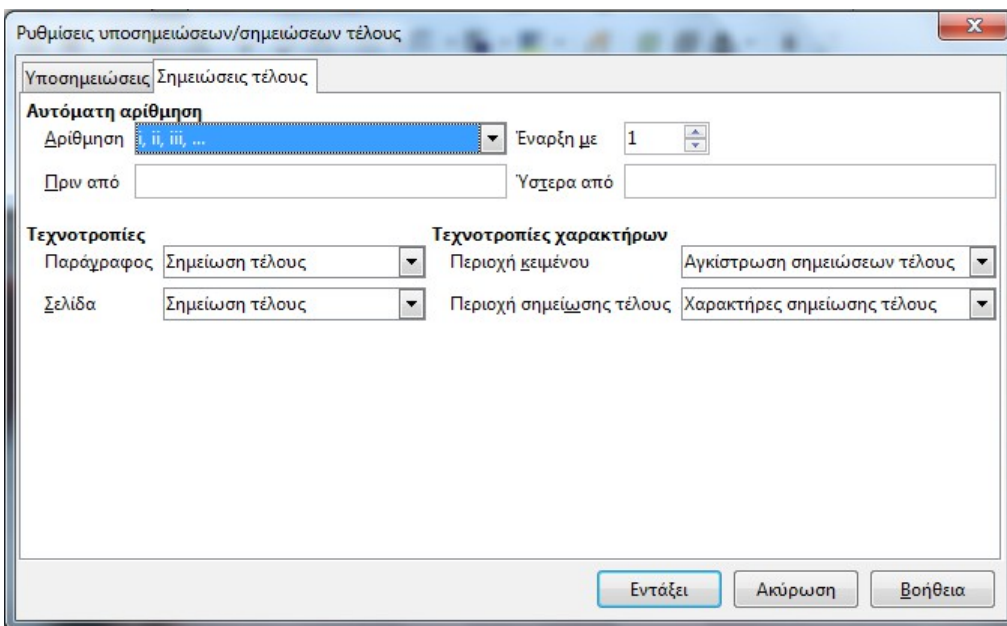 Ρυθμίσεις υποσημειώσεων/σημειώσεων τέλους
Υποσημειώσεις Σημειώσεις τέλους
Αυτόματη αρίθμηση
Αρίθμηση i, ii, iii, ... Έναρξη με 1
Πριν από Ύστερα από
Τεχνοτροπίες Τεχνοτροπίες χαρακτήρων
Παράγραφος Σημείωση τέλους Περιοχή κειμένου Αγκίστρωση σημειώσεων τέλους
Σελίδα Σημείωση τέλους Περιοχή σημείωσης τέλους Χαρακτήρες σημείωσης τέλους
Εντάξει Ακύρωση Βοήθεια